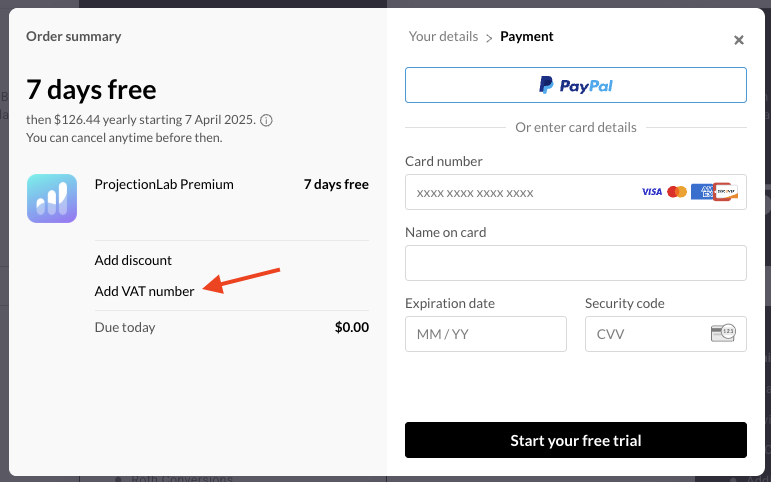 Order summary
7 days free
then $126.44 yearly starting 7 April 2025.
You can cancel anytime before then.
ProjectionLab Premium 7 days free
Add discount
Add VAT number
Due today $0.00
Your details > Payment
×
PayPal
Or enter card details
Card number
xxxx xxxx xxxx xxxx VISA
Name on card
Expiration date Security code
MM / YY CVV 123
Start your free trial
Roth Conversions